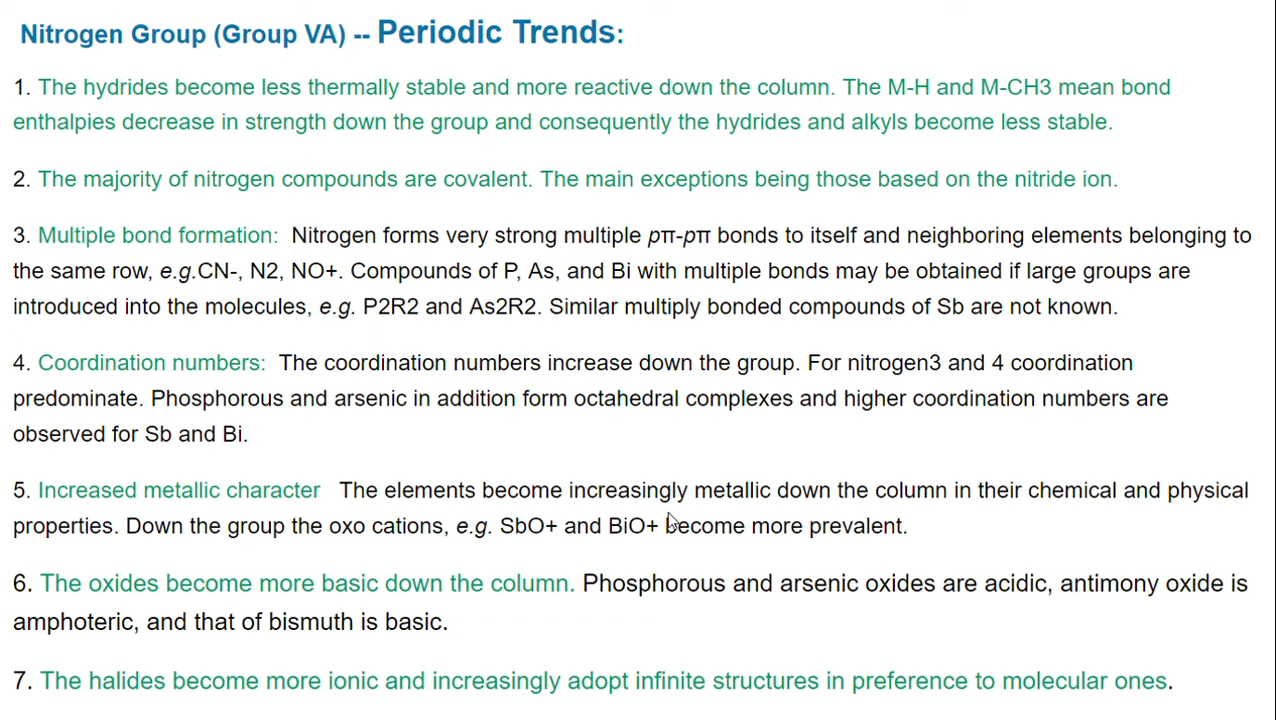 Nitrogen Group (Group VA) -- Periodic Trends:
1. The hydrides become less thermally stable and more reactive down the column. The M-H and M-CH3 mean bond
enthalpies decrease in strength down the group and consequently the hydrides and alkyls become less stable.
2. The majority of nitrogen compounds are covalent. The main exceptions being those based on the nitride ion.
3. Multiple bond formation: Nitrogen forms very strong multiple pπ-pπ bonds to itself and neighboring elements belonging to
the same row, e.g.CN-, N2, NO+. Compounds of P, As, and Bi with multiple bonds may be obtained if large groups are
introduced into the molecules, e.g. P2R2 and As2R2. Similar multiply bonded compounds of Sb are not known.
4. Coordination numbers: The coordination numbers increase down the group. For nitrogen3 and 4 coordination
predominate. Phosphorous and arsenic in addition form octahedral complexes and higher coordination numbers are
observed for Sb and Bi.
5. Increased metallic character The elements become increasingly metallic down the column in their chemical and physical
properties. Down the group the oxo cations, e.g. SbO+ and BiO+ become more prevalent.
6. The oxides become more basic down the column. Phosphorous and arsenic oxides are acidic, antimony oxide is
amphoteric, and that of bismuth is basic.
7. The halides become more ionic and increasingly adopt infinite structures in preference to molecular ones.